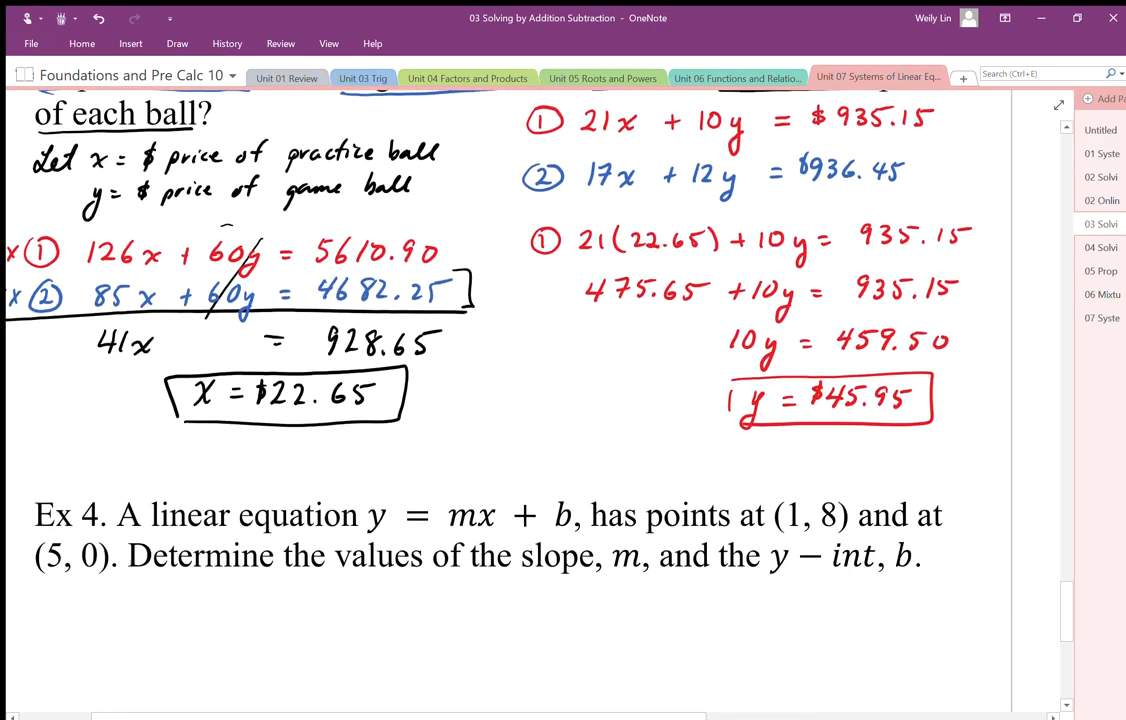 03 Solving by Addition Subtraction - OneNote
Weily Lin
File Home Insert Draw History Review View Help
Foundations and Pre Calc 10
Unit 01 Review
Unit 03 Trig
Unit 04 Factors and Products
Unit 05 Roots and Powers
Unit 06 Functions and Relatio...
Unit 07 Systems of Linear Eq...
Search (Ctrl+E)
Add Pa
Untitled
01 Syste
02 Solvi
02 Onlin
03 Solvi
04 Solvi
05 Prop
06 Mixtu
07 Syste
of each ball?
Let x = $ price of practice ball
y = $ price of game ball
x ① 126x + 60y = 5610.90
x ② 85x + 60y = 4682.25
41x = 928.65
x = $22.65
① 21x + 10y = $935.15
② 17x + 12y = $936.45
① 21(22.65) + 10y = 935.15
475.65 + 10y = 935.15
10y = 459.50
1y = $45.95
Ex 4. A linear equation y = mx + b, has points at (1, 8) and at
(5, 0). Determine the values of the slope, m, and the y − int, b.